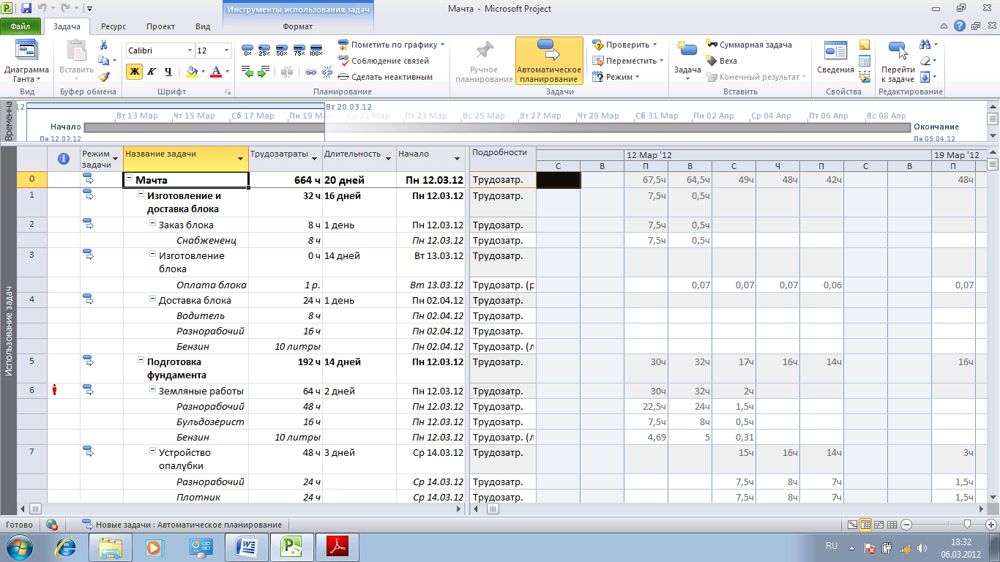 Инструменты использования задач
Мачта - Microsoft Project
Файл Задача Ресурс Проект Вид Формат
Диаграмма Ганта
Вид
Вставить
Буфер обмена
Calibri 12
Ж К Ч А
Шрифт
0% 25% 50% 75% 100%
Пометить по графику
Соблюдение связей
Сделать неактивным
Планирование
Ручное планирование
Автоматическое планирование
Проверить
Переместить
Режим
Задачи
Задача
Суммарная задача
Веха
Конечный результат
Вставить
Сведения
Свойства
Перейти к задаче
Редактирование
Временна
12
Вт 20.03.12
Вт 13 Мар Чт 15 Мар Сб 17 Мар Пн 19 Ма Ср 21 Мар Пт 23 Мар Вс 25 Мар Вт 27 Мар Чт 29 Мар Сб 31 Мар Пн 02 Апр Ср 04 Апр Пт 06 Апр Вс 08 Апр
Начало
Пн 12.03.12
Окончание
Пн 09.04.12
Использование задач
Режим задачи Название задачи Трудозатраты Длительность Начало Подробности
12 Мар '12 19 Мар '12
С В П В С Ч П С В П
0 Мачта 664 ч 20 дней Пн 12.03.12 Трудозатр. 67,5ч 64,5ч 49ч 48ч 42ч 48ч
1 Изготовление и доставка блока 32 ч 16 дней Пн 12.03.12 Трудозатр. 7,5ч 0,5ч
2 Заказ блока 8 ч 1 день Пн 12.03.12 Трудозатр. 7,5ч 0,5ч
Снабжененц 8 ч Пн 12.03.12 Трудозатр. 7,5ч 0,5ч
3 Изготовление блока 0 ч 14 дней Вт 13.03.12 Трудозатр.
Оплата блока 1 р. Вт 13.03.12 Трудозатр. (р 0,07 0,07 0,07 0,06 0,07
4 Доставка блока 24 ч 1 день Пн 02.04.12 Трудозатр.
Водитель 8 ч Пн 02.04.12 Трудозатр.
Разнорабочий 16 ч Пн 02.04.12 Трудозатр.
Бензин 10 литры Пн 02.04.12 Трудозатр. (л
5 Подготовка фундамента 192 ч 14 дней Пн 12.03.12 Трудозатр. 30ч 32ч 17ч 16ч 14ч 16ч
6 Земляные работы 64 ч 2 дней Пн 12.03.12 Трудозатр. 30ч 32ч 2ч
Разнорабочий 48 ч Пн 12.03.12 Трудозатр. 22,5ч 24ч 1,5ч
Бульдозерист 16 ч Пн 12.03.12 Трудозатр. 7,5ч 8ч 0,5ч
Бензин 10 литры Пн 12.03.12 Трудозатр. (л 4,69 5 0,31
7 Устройство опалубки 48 ч 3 дней Ср 14.03.12 Трудозатр. 15ч 16ч 14ч 3ч
Разнорабочий 24 ч Ср 14.03.12 Трудозатр. 7,5ч 8ч 7ч 1,5ч
Плотник 24 ч Ср 14.03.12 Трудозатр. 7,5ч 8ч 7ч 1,5ч
Готово Новые задачи : Автоматическое планирование
RU 18:32
06.03.2012